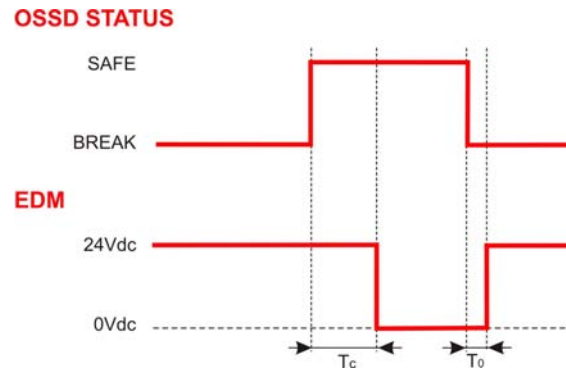 OSSD STATUS
SAFE
BREAK
EDM
24Vdc
0Vdc
Tc
T0